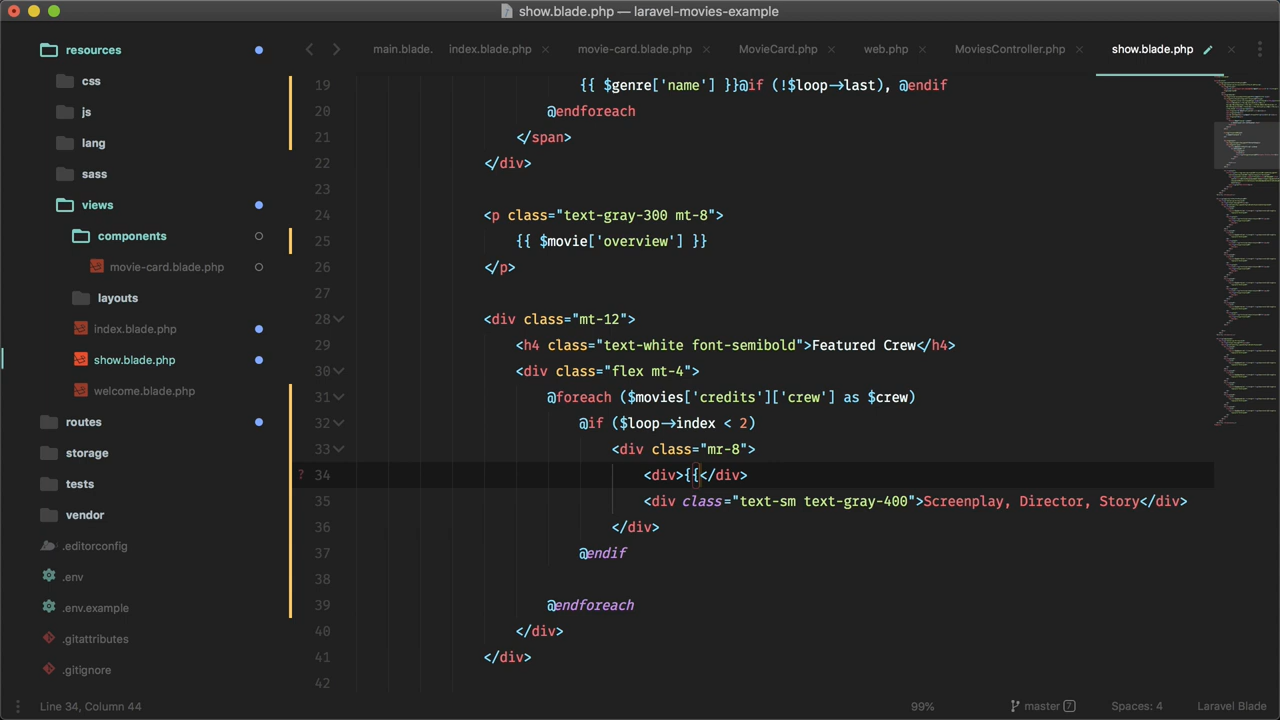 show.blade.php — laravel-movies-example
resources
css
js
lang
sass
views
components
movie-card.blade.php
layouts
index.blade.php
show.blade.php
welcome.blade.php
routes
storage
tests
vendor
.editorconfig
.env
.env.example
.gitattributes
.gitignore
main.blade. index.blade.php movie-card.blade.php MovieCard.php web.php MoviesController.php show.blade.php
19 {{ $genre['name'] }}@if (!$loop->last), @endif
20 @endforeach
21 </span>
22 </div>
23
24 <p class="text-gray-300 mt-8">
25 {{ $movie['overview'] }}
26 </p>
27
28 <div class="mt-12">
29 <h4 class="text-white font-semibold">Featured Crew</h4>
30 <div class="flex mt-4">
31 @foreach ($movies['credits']['crew'] as $crew)
32 @if ($loop->index < 2)
33 <div class="mr-8">
? 34 <div>{{</div>
35 <div class="text-sm text-gray-400">Screenplay, Director, Story</div>
36 </div>
37 @endif
38
39 @endforeach
40 </div>
41 </div>
42
Line 34, Column 44 99% master 7 Spaces: 4 Laravel Blade